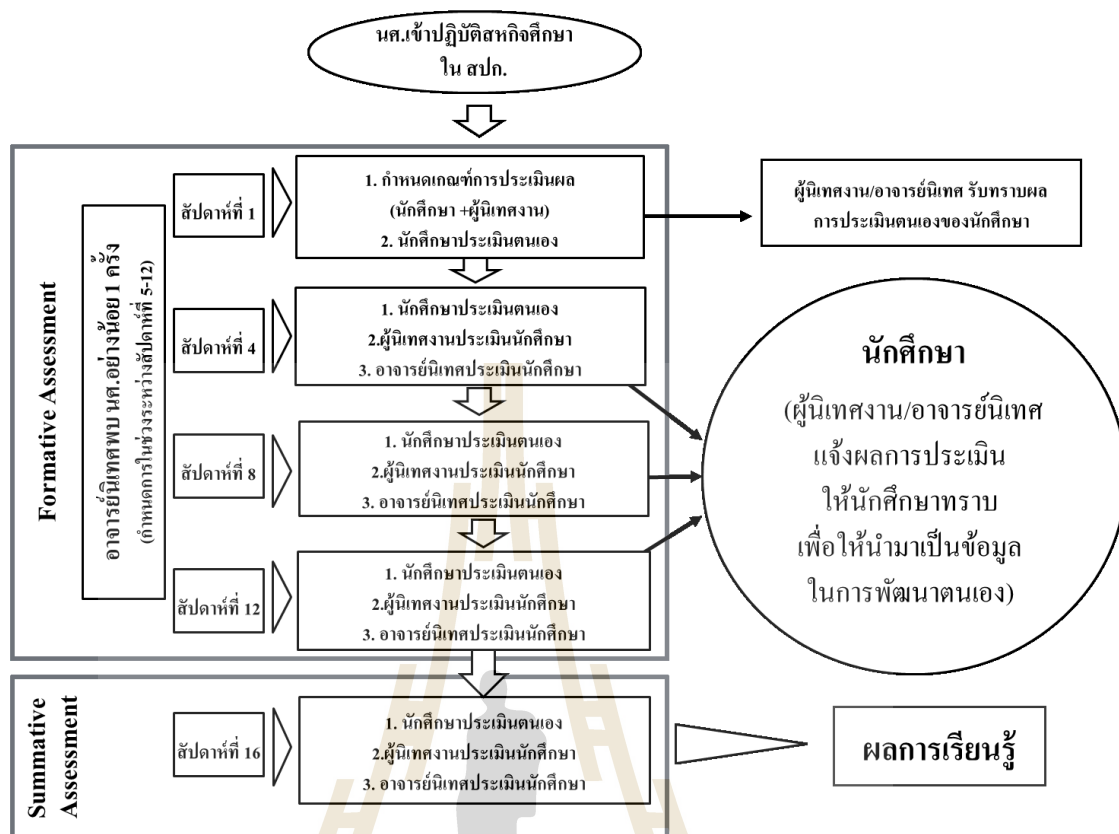 นศ.เข้าปฏิบัติสหกิจศึกษา
ใน สปก.
Formative Assessment
อาจารย์นิเทศพบ นศ.อย่างน้อย 1 ครั้ง
(กำหนดการในช่วงระหว่างสัปดาห์ที่ 5-12)
สัปดาห์ที่ 1
1. กำหนดเกณฑ์การประเมินผล
(นักศึกษา +ผู้นิเทศงาน)
2. นักศึกษาประเมินตนเอง
ผู้นิเทศงาน/อาจารย์นิเทศ รับทราบผล
การประเมินตนเองของนักศึกษา
สัปดาห์ที่ 4
1. นักศึกษาประเมินตนเอง
2.ผู้นิเทศงานประเมินนักศึกษา
3. อาจารย์นิเทศประเมินนักศึกษา
สัปดาห์ที่ 8
1. นักศึกษาประเมินตนเอง
2.ผู้นิเทศงานประเมินนักศึกษา
3. อาจารย์นิเทศประเมินนักศึกษา
สัปดาห์ที่ 12
1. นักศึกษาประเมินตนเอง
2.ผู้นิเทศงานประเมินนักศึกษา
3. อาจารย์นิเทศประเมินนักศึกษา
นักศึกษา
(ผู้นิเทศงาน/อาจารย์นิเทศ
แจ้งผลการประเมิน
ให้นักศึกษาทราบ
เพื่อให้นำมาเป็นข้อมูล
ในการพัฒนาตนเอง)
Summative
Assessment
สัปดาห์ที่ 16
1. นักศึกษาประเมินตนเอง
2.ผู้นิเทศงานประเมินนักศึกษา
3. อาจารย์นิเทศประเมินนักศึกษา
ผลการเรียนรู้